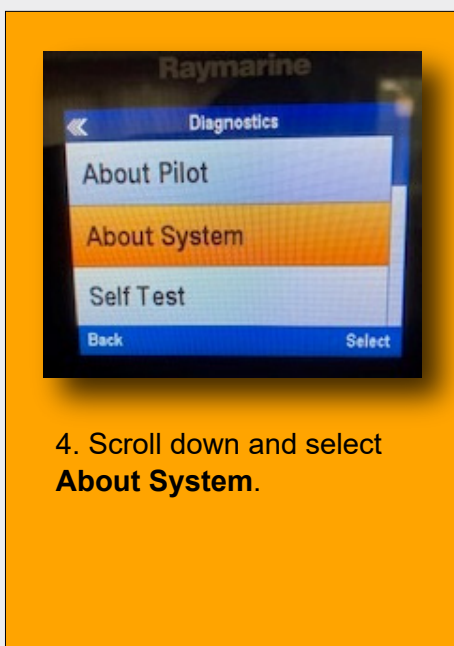 Raymarine
Diagnostics
About Pilot
About System
Self Test
Back Select
4. Scroll down and select
About System.